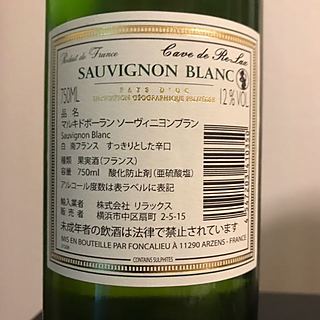 Produit de France Cave de Re-Lax
SAUVIGNON BLANC
750ML PAYS D'OC 12%VOL
INDICATION GÉOGRAPHIQUE PROTÉGÉE
品 名
マルキドボーラン ソーヴィニヨンブラン
Sauvignon Blanc
白 南フランス すっきりとした辛口
種類 果実酒(フランス)
容量 750ml 酸化防止剤(亜硫酸塩)
アルコール度数は表ラベルに表記
輸入業者 株式会社 リラックス
販売者 横浜市中区扇町 2-5-15
未成年者の飲酒は法律で禁止されています
MIS EN BOUTEILLE PAR FONCALIEU À 11290 ARZENS - FRANCE
CONTAINS SULPHITES